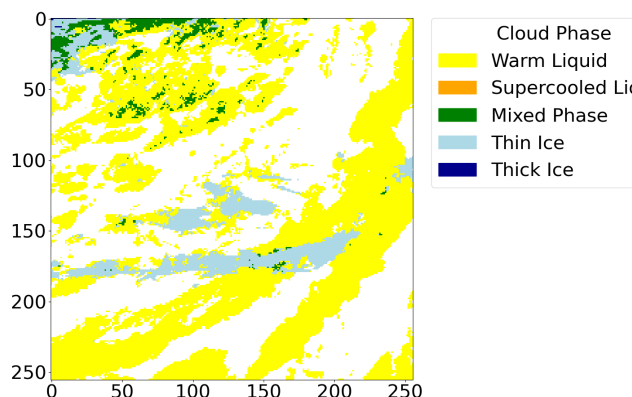 Cloud Phase
Warm Liquid
Supercooled Li
Mixed Phase
Thin Ice
Thick Ice
0
50
100
150
200
250
0 50 100 150 200 250